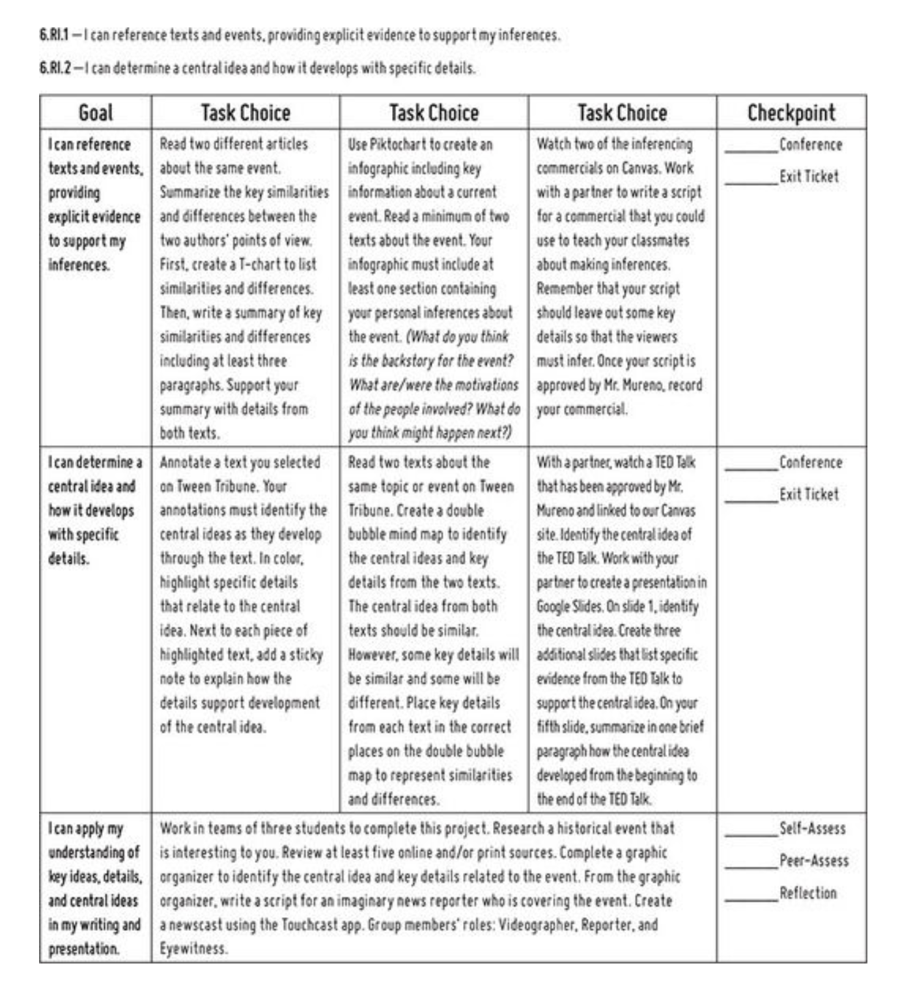 6.RI.1 – I can reference texts and events, providing explicit evidence to support my inferences.
6.RI.2 – I can determine a central idea and how it develops with specific details.
Goal
Task Choice
Task Choice
Task Choice
Checkpoint
I can reference
texts and events,
providing
explicit evidence
to support my
inferences.
Read two different articles
about the same event.
Summarize the key similarities
and differences between the
two authors' points of view.
First, create a T-chart to list
similarities and differences.
Then, write a summary of key
similarities and differences
including at least three
paragraphs. Support your
summary with details from
both texts.
Use Piktochart to create an
infographic including key
information about a current
event. Read a minimum of two
texts about the event. Your
infographic must include at
least one section containing
your personal inferences about
the event. (What do you think
is the backstory for the event?
What are/were the motivations
of the people involved? What do
you think might happen next?)
Watch two of the inferencing
commercials on Canvas. Work
with a partner to write a script
for a commercial that you could
use to teach your classmates
about making inferences.
Remember that your script
should leave out some key
details so that the viewers
must infer. Once your script is
approved by Mr. Mureno, record
your commercial.
______Conference
______Exit Ticket
I can determine a
central idea and
how it develops
with specific
details.
Annotate a text you selected
on Tween Tribune. Your
annotations must identify the
central ideas as they develop
through the text. In color,
highlight specific details
that relate to the central
idea. Next to each piece of
highlighted text, add a sticky
note to explain how the
details support development
of the central idea.
Read two texts about the
same topic or event on Tween
Tribune. Create a double
bubble mind map to identify
the central ideas and key
details from the two texts.
The central idea from both
texts should be similar.
However, some key details will
be similar and some will be
different. Place key details
from each text in the correct
places on the double bubble
map to represent similarities
and differences.
With a partner, watch a TED Talk
that has been approved by Mr.
Mureno and linked to our Canvas
site. Identify the central idea of
the TED Talk. Work with your
partner to create a presentation in
Google Slides. On slide 1, identify
the central idea. Create three
additional slides that list specific
evidence from the TED Talk to
support the central idea. On your
fifth slide, summarize in one brief
paragraph how the central idea
developed from the beginning to
the end of the TED Talk.
______Conference
______Exit Ticket
I can apply my
understanding of
key ideas, details,
and central ideas
in my writing and
presentation.
Work in teams of three students to complete this project. Research a historical event that
is interesting to you. Review at least five online and/or print sources. Complete a graphic
organizer to identify the central idea and key details related to the event. From the graphic
organizer, write a script for an imaginary news reporter who is covering the event. Create
a newscast using the Touchcast app. Group members' roles: Videographer, Reporter, and
Eyewitness.
______Self-Assess
______Peer-Assess
______Reflection